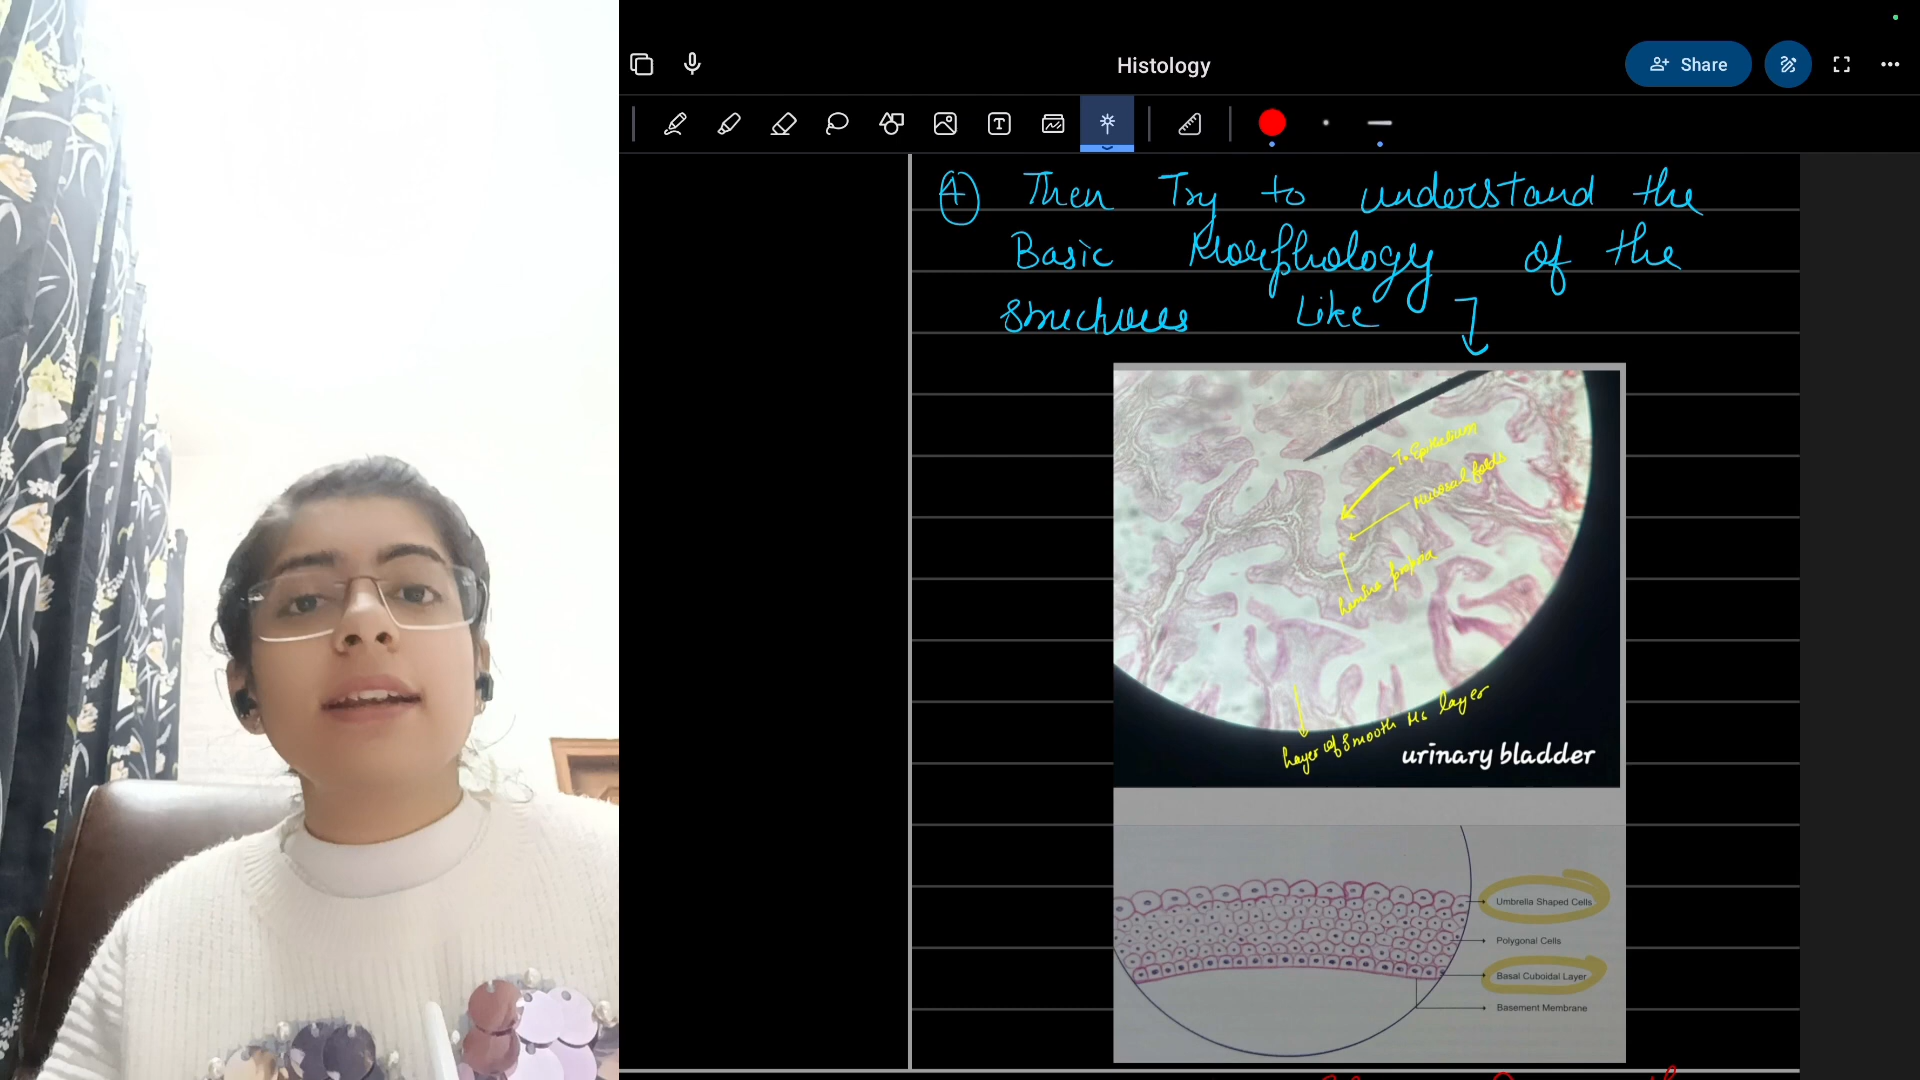 Histology
Share
4 Then Try to understand the
Basic Morphology of the
Structures Like
Tr Epithelium
Mucosal folds
lamina propria
Layer of Smooth Ms layer
urinary bladder
Umbrella Shaped Cells
Polygonal Cells
Basal Cuboidal Layer
Basement Membrane